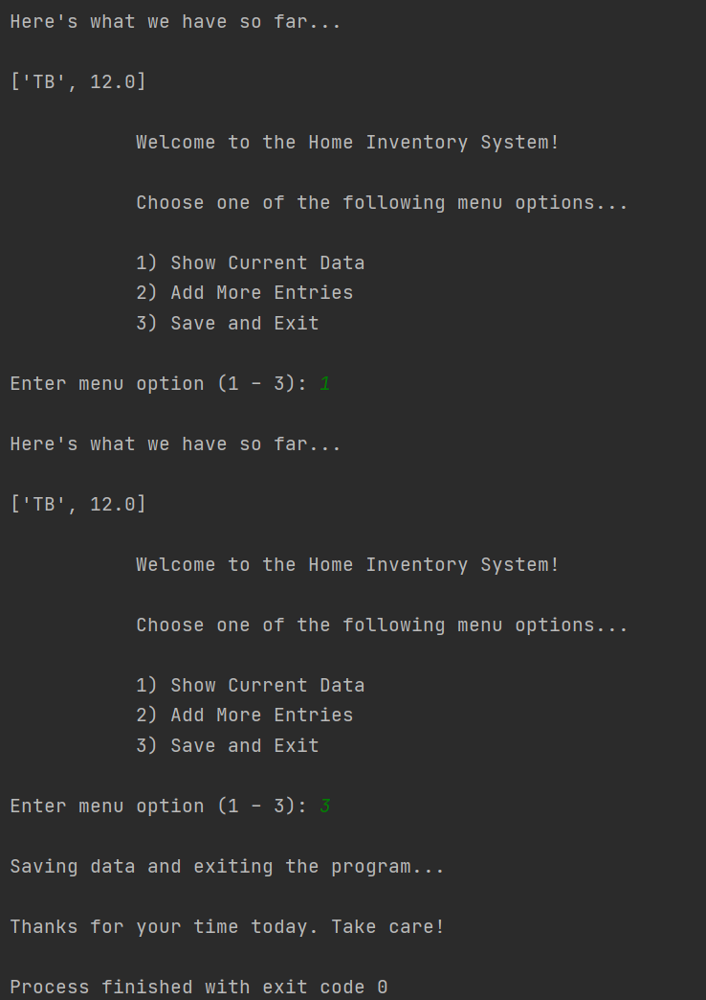 Here's what we have so far...
['TB', 12.0]
Welcome to the Home Inventory System!
Choose one of the following menu options...
1) Show Current Data
2) Add More Entries
3) Save and Exit
Enter menu option (1 - 3): 1
Here's what we have so far...
['TB', 12.0]
Welcome to the Home Inventory System!
Choose one of the following menu options...
1) Show Current Data
2) Add More Entries
3) Save and Exit
Enter menu option (1 - 3): 3
Saving data and exiting the program...
Thanks for your time today. Take care!
Process finished with exit code 0